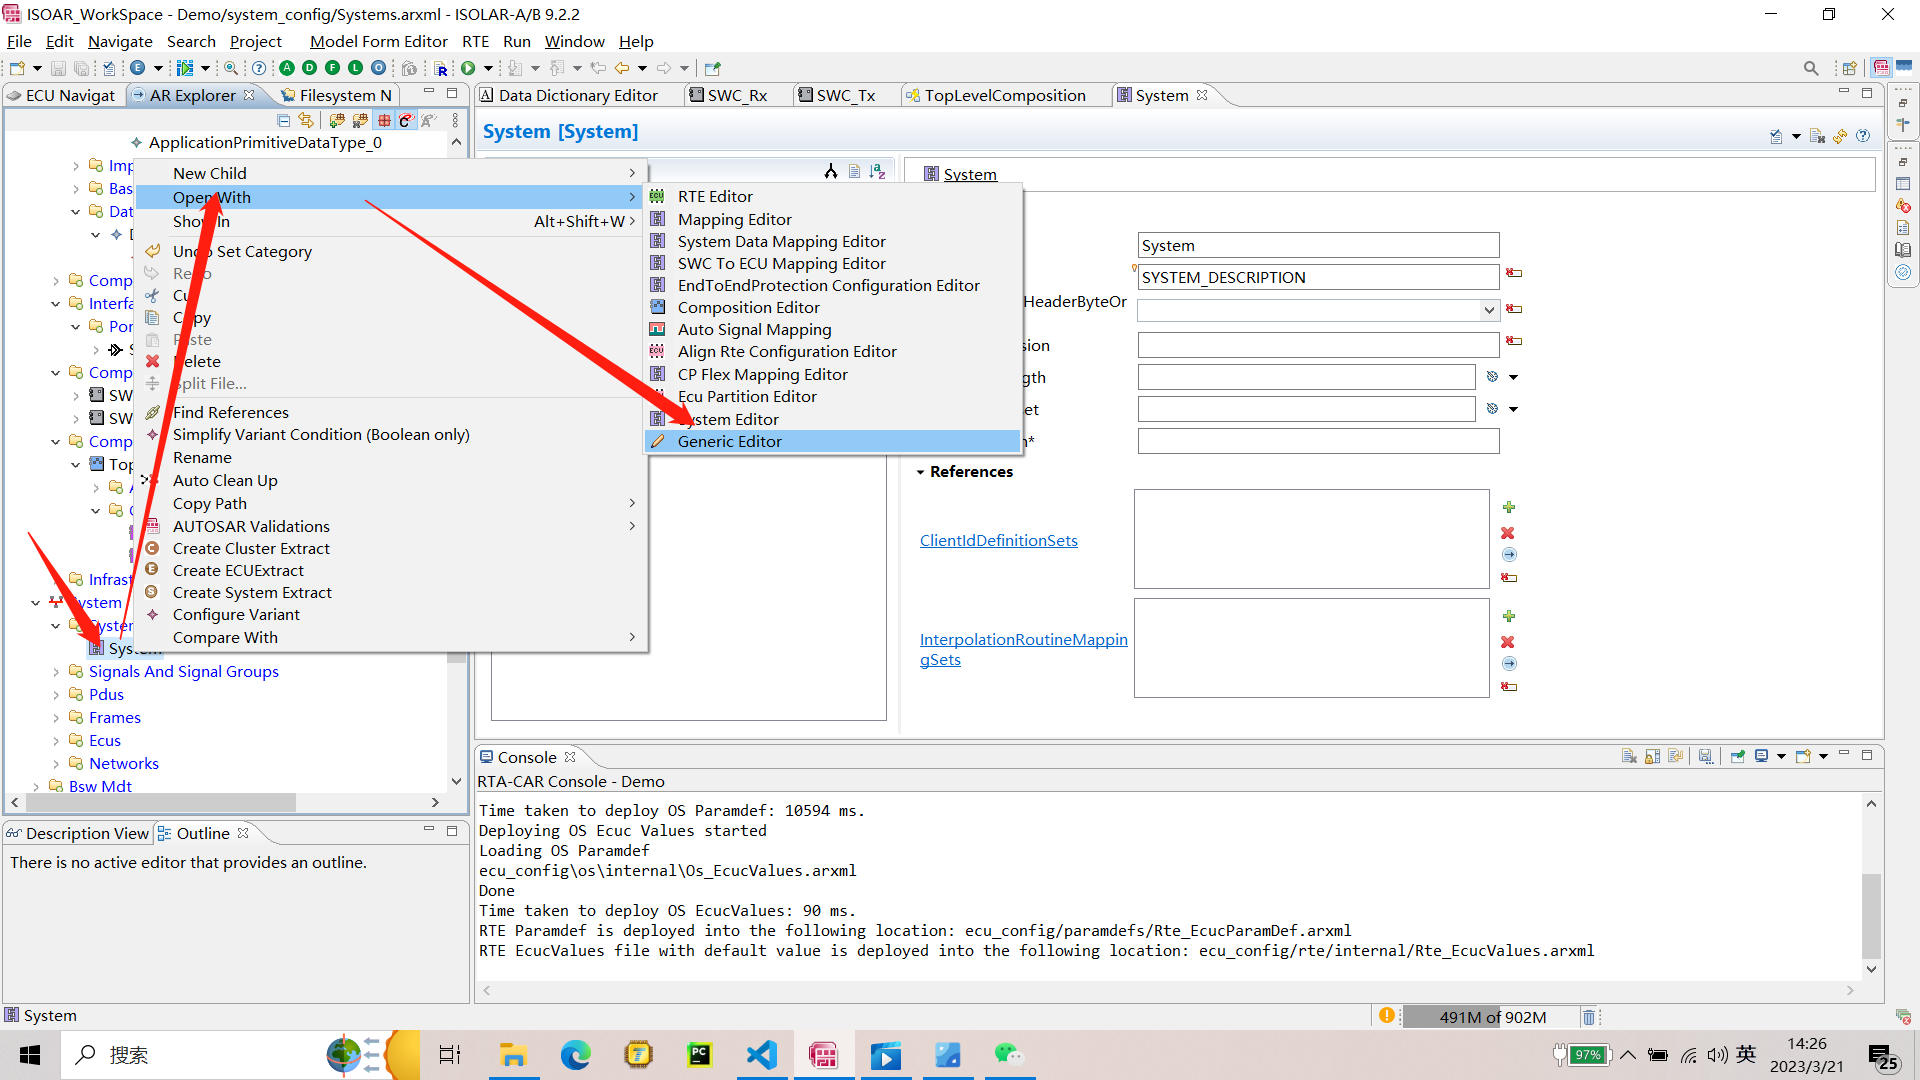 ISOAR_WorkSpace - Demo/system_config/Systems.arxml - ISOLAR-A/B 9.2.2
File Edit Navigate Search Project Model Form Editor RTE Run Window Help
ECU Navigat
AR Explorer
Filesystem N
Data Dictionary Editor
SWC_Rx
SWC_Tx
TopLevelComposition
System
ApplicationPrimitiveDataType_0
Imp
Bas
Dat
Comp
Interfa
Por
Comp
SW
SW
Comp
Top
Infrast
System
System
Signals And Signal Groups
Pdus
Frames
Ecus
Networks
Bsw Mdt
New Child
Open With
Show In Alt+Shift+W
Undo Set Category
Redo
Cut
Copy
Paste
Delete
Split File...
Find References
Simplify Variant Condition (Boolean only)
Rename
Auto Clean Up
Copy Path
AUTOSAR Validations
Create Cluster Extract
Create ECUExtract
Create System Extract
Configure Variant
Compare With
RTE Editor
Mapping Editor
System Data Mapping Editor
SWC To ECU Mapping Editor
EndToEndProtection Configuration Editor
Composition Editor
Auto Signal Mapping
Align Rte Configuration Editor
CP Flex Mapping Editor
Ecu Partition Editor
System Editor
Generic Editor
System [System]
System
System
SYSTEM_DESCRIPTION
HeaderByteOr
sion
gth
et
n*
References
ClientIdDefinitionSets
InterpolationRoutineMappin
gSets
Description View
Outline
There is no active editor that provides an outline.
Console
RTA-CAR Console - Demo
Time taken to deploy OS Paramdef: 10594 ms.
Deploying OS Ecuc Values started
Loading OS Paramdef
ecu_config\os\internal\Os_EcucValues.arxml
Done
Time taken to deploy OS EcucValues: 90 ms.
RTE Paramdef is deployed into the following location: ecu_config/paramdefs/Rte_EcucParamDef.arxml
RTE EcucValues file with default value is deployed into the following location: ecu_config/rte/internal/Rte_EcucValues.arxml
System
491M of 902M
搜索
97%
英
14:26
2023/3/21
25